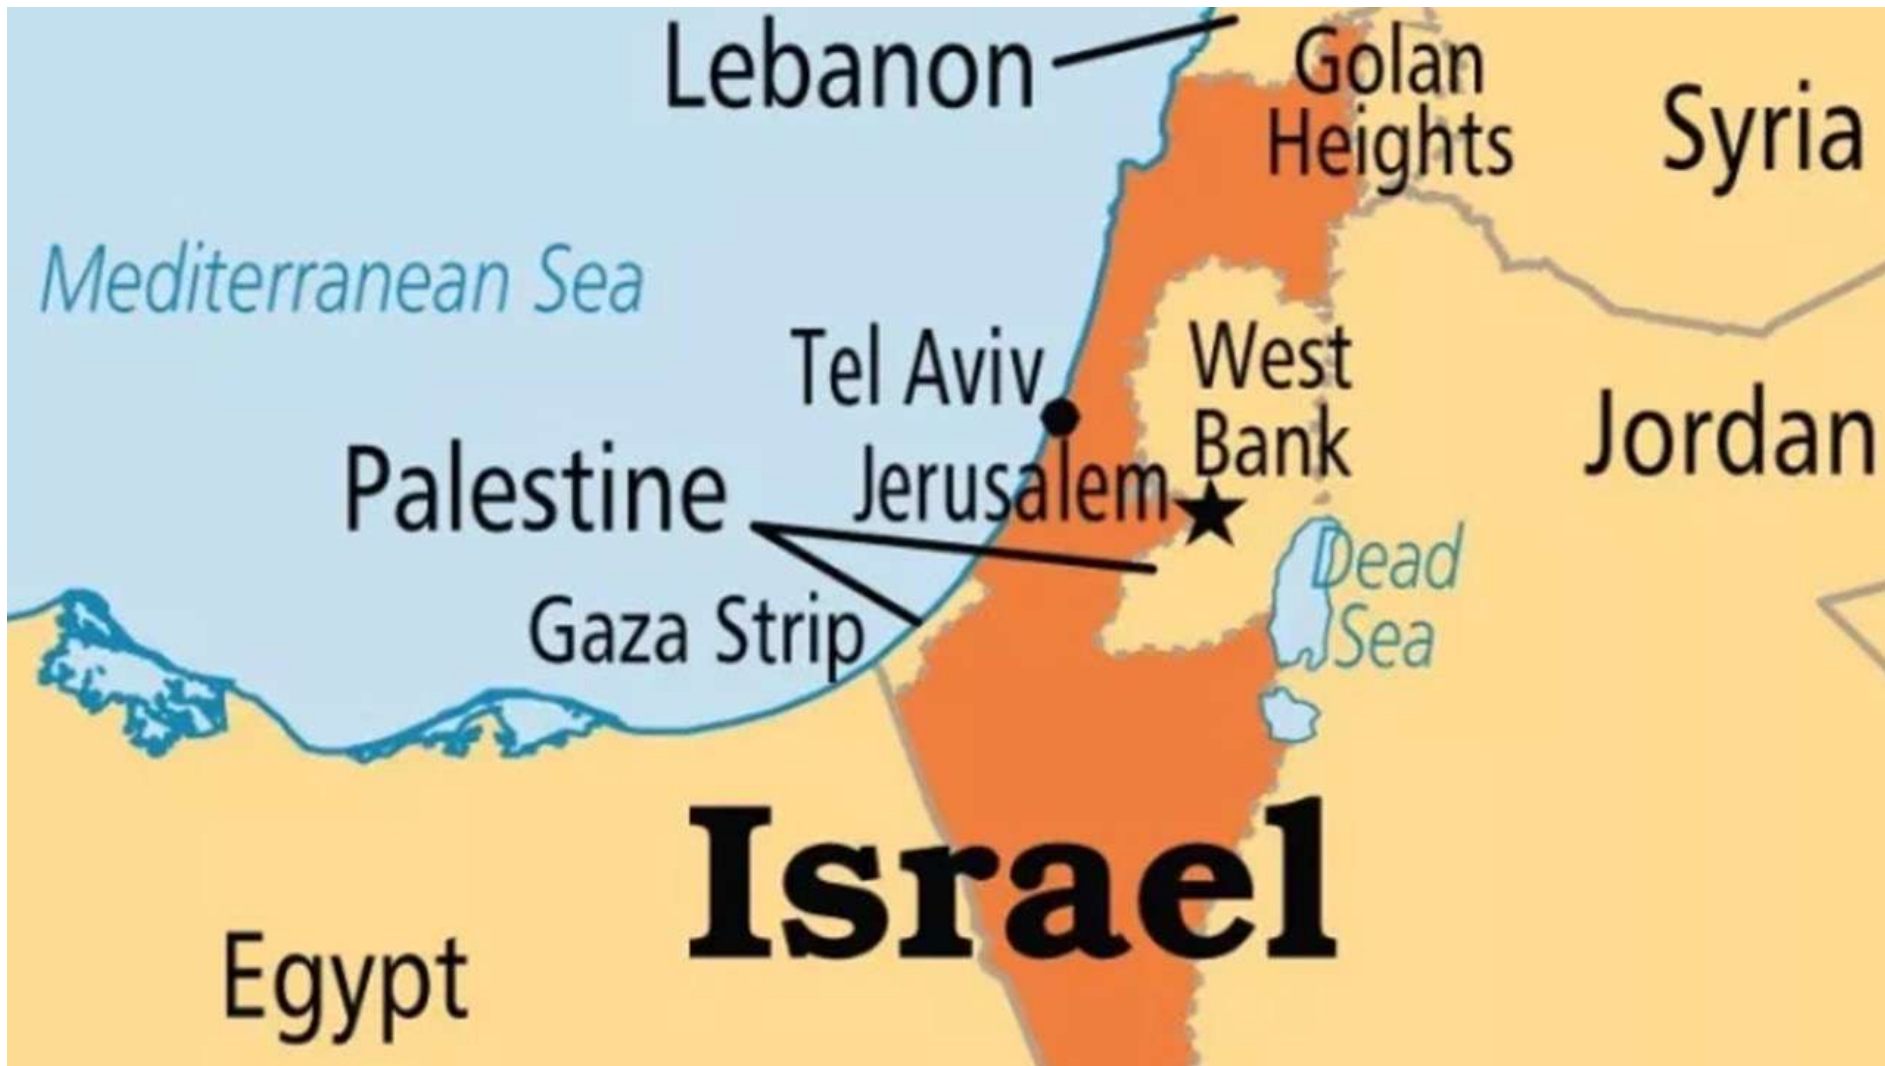 Lebanon
Golan
Heights
Syria
Mediterranean Sea
Tel Aviv
West
Bank
Jordan
Palestine
Jerusalem
Dead
Sea
Gaza Strip
Israel
Egypt